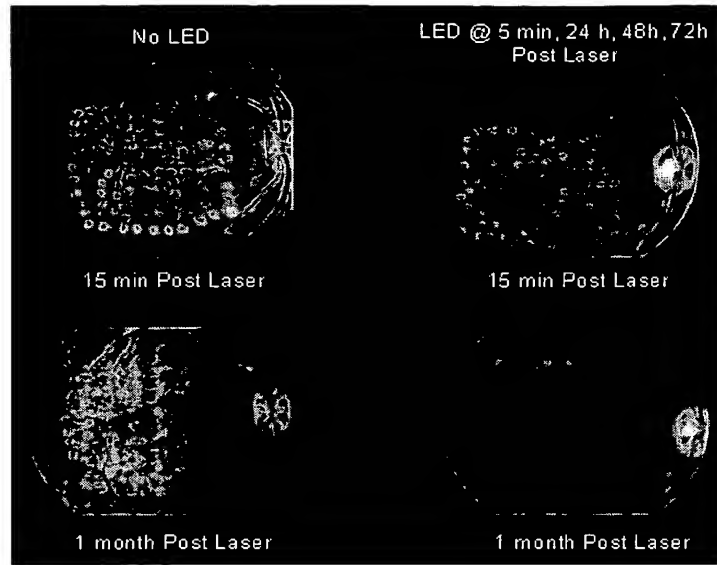 No LED
LED @ 5 min, 24 h, 48h, 72h
Post Laser
15 min Post Laser
15 min Post Laser
1 month Post Laser
1 month Post Laser